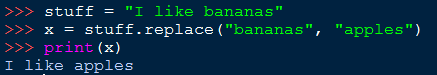 >>> stuff = "I like bananas"
>>> x = stuff.replace("bananas", "apples")
>>> print(x)
I like apples